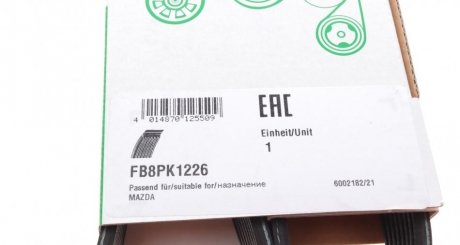 EAC
4 014870 125509
Einheit/Unit
1
FB8PK1226
Passend für/suitable for/назначение
MAZDA
6002182/21